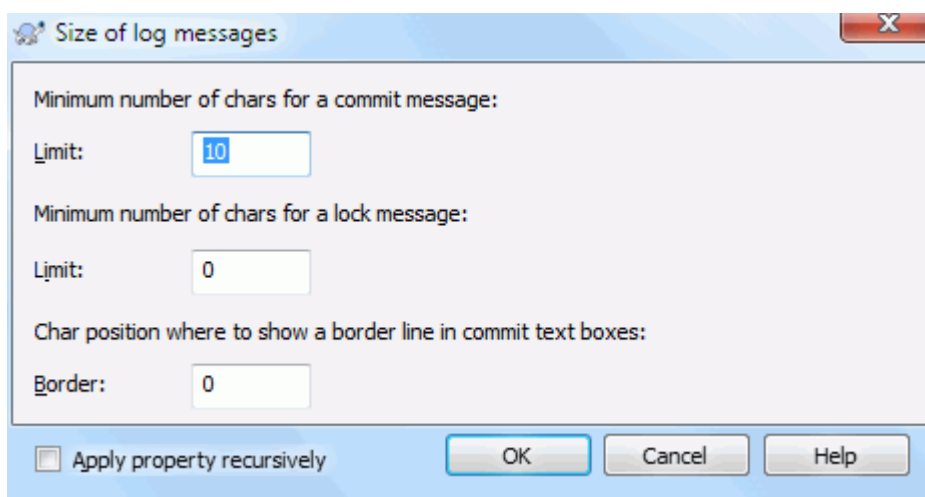 Size of log messages
Minimum number of chars for a commit message:
Limit: 10
Minimum number of chars for a lock message:
Limit: 0
Char position where to show a border line in commit text boxes:
Border: 0
Apply property recursively OK Cancel Help